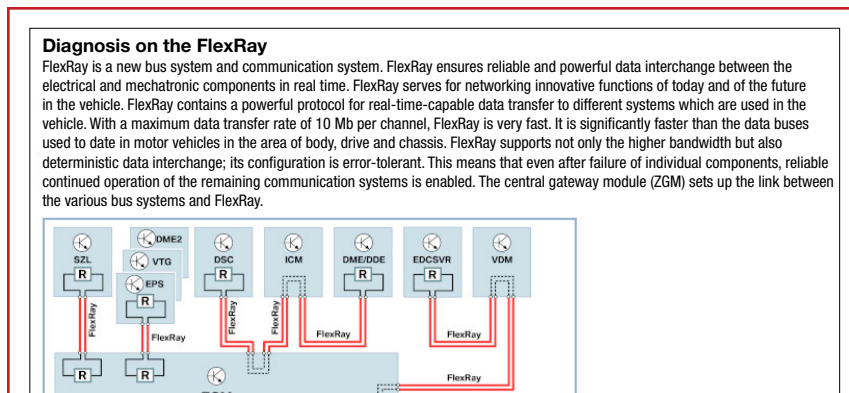 Diagnosis on the FlexRay
FlexRay is a new bus system and communication system. FlexRay ensures reliable and powerful data interchange between the
electrical and mechatronic components in real time. FlexRay serves for networking innovative functions of today and of the future
in the vehicle. FlexRay contains a powerful protocol for real-time-capable data transfer to different systems which are used in the
vehicle. With a maximum data transfer rate of 10 Mb per channel, FlexRay is very fast. It is significantly faster than the data buses
used to date in motor vehicles in the area of body, drive and chassis. FlexRay supports not only the higher bandwidth but also
deterministic data interchange; its configuration is error-tolerant. This means that even after failure of individual components, reliable
continued operation of the remaining communication systems is enabled. The central gateway module (ZGM) sets up the link between
the various bus systems and FlexRay.
DME2
SZL VTG DSC ICM DME/DDE EDCSVR VDM
R R R R
EPS
R
FlexRay FlexRay FlexRay
FlexRay FlexRay FlexRay
R R
FlexRay